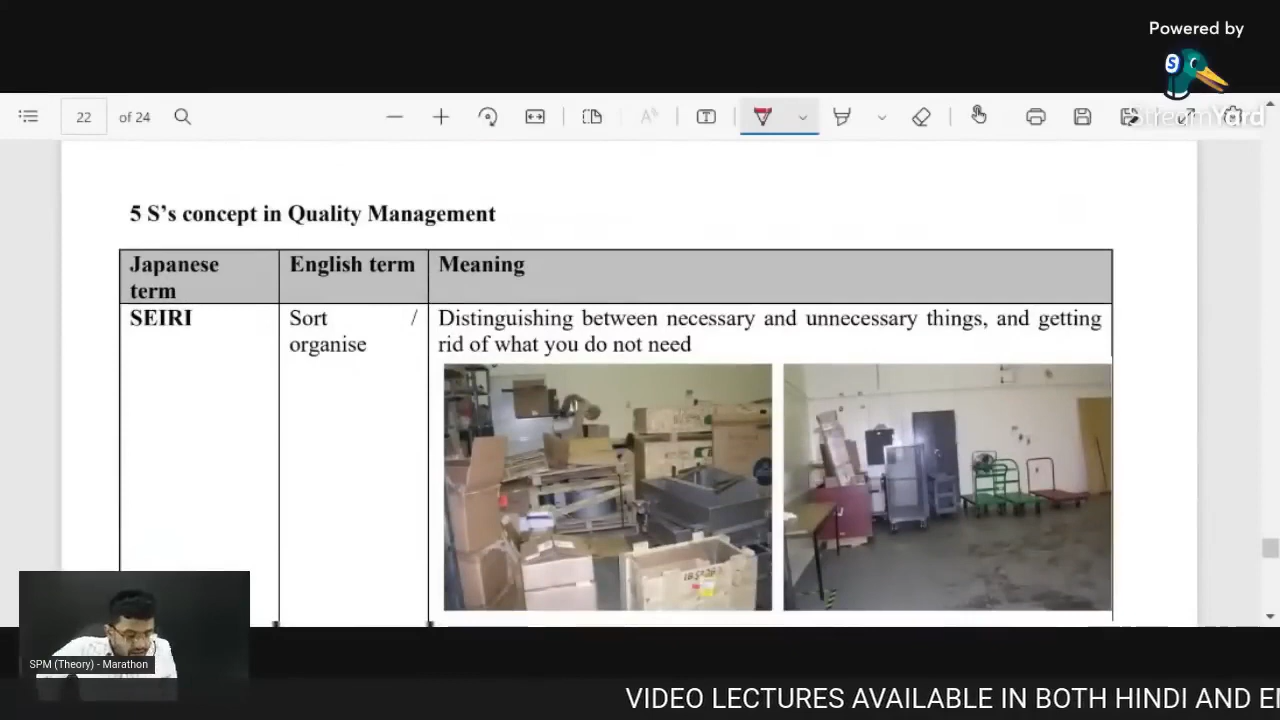 Powered by
S
StreamYard
22 of 24
5 S’s concept in Quality Management
Japanese term
English term
Meaning
SEIRI
Sort / organise
Distinguishing between necessary and unnecessary things, and getting
rid of what you do not need
SPM (Theory) - Marathon
VIDEO LECTURES AVAILABLE IN BOTH HINDI AND